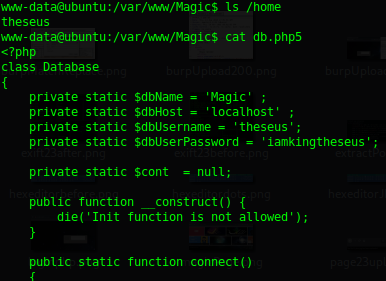 www-data@ubuntu:/var/www/Magic$ ls /home
theseus
www-data@ubuntu:/var/www/Magic$ cat db.php5
<?php
class Database
{
    private static $dbName = 'Magic' ;
    private static $dbHost = 'localhost' ;
    private static $dbUsername = 'theseus';
    private static $dbUserPassword = 'iamkingtheseus';

    private static $cont  = null;

    public function __construct() {
        die('Init function is not allowed');
    }

    public static function connect()
    {